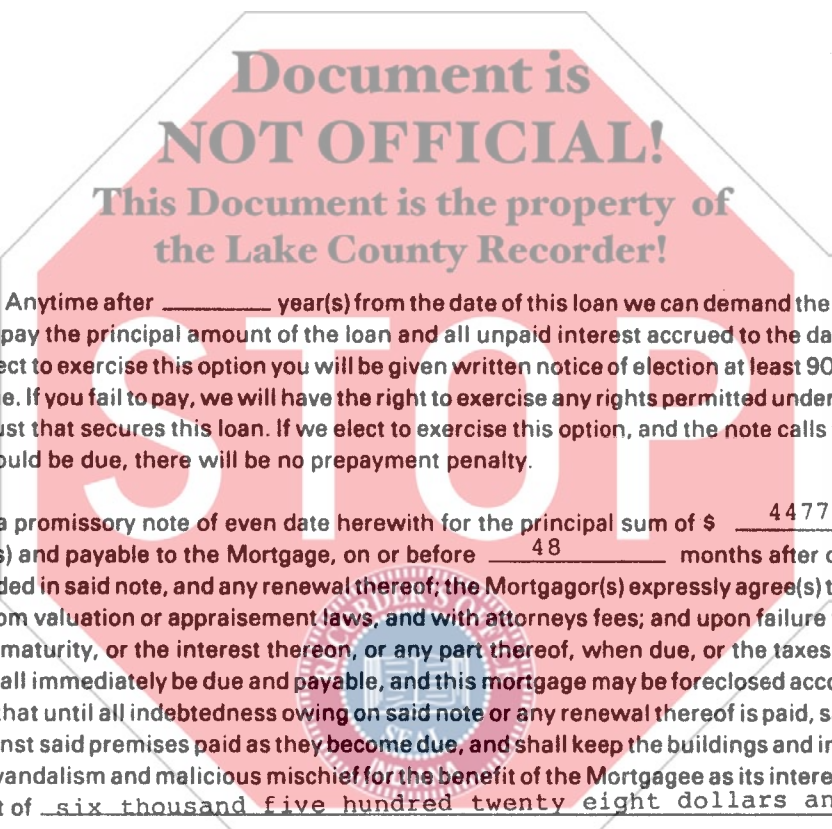 Document is
NOT OFFICIAL!
This Document is the property of
the Lake County Recorder!
Anytime after ________ year(s) from the date of this loan we can demand the
pay the principal amount of the loan and all unpaid interest accrued to the da
ect to exercise this option you will be given written notice of election at least 90
e. If you fail to pay, we will have the right to exercise any rights permitted under
ust that secures this loan. If we elect to exercise this option, and the note calls
ould be due, there will be no prepayment penalty.
STOP
a promissory note of even date herewith for the principal sum of $ 4477
s) and payable to the Mortgage, on or before 48 months after d
ded in said note, and any renewal thereof; the Mortgagor(s) expressly agree(s) t
om valuation or appraisement laws, and with attorneys fees; and upon failure
maturity, or the interest thereon, or any part thereof, when due, or the taxes
all immediately be due and payable, and this mortgage may be foreclosed acco
that until all indebtedness owing on said note or any renewal thereof is paid, s
inst said premises paid as they become due, and shall keep the buildings and in
vandalism and malicious mischief for the benefit of the Mortgagee as its intere
t of six thousand five hundred twenty eight dollars an
RECORDER'S OFFICE
SEAL
INDIANA